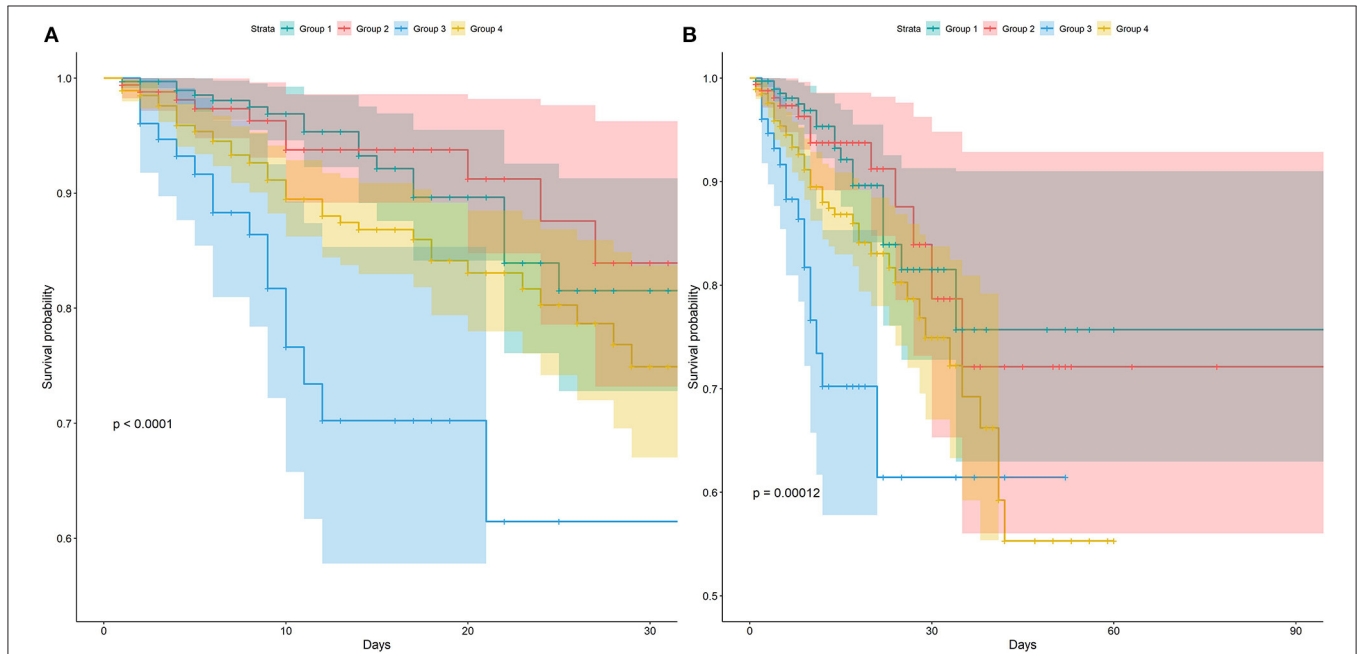 A
Strata Group 1 Group 2 Group 3 Group 4
Survival probability
1.0
0.9
0.8
0.7
0.6
p < 0.0001
0 10 20 30
Days
B
Strata Group 1 Group 2 Group 3 Group 4
Survival probability
1.0
0.9
0.8
0.7
0.6
0.5
p = 0.00012
0 30 60 90
Days